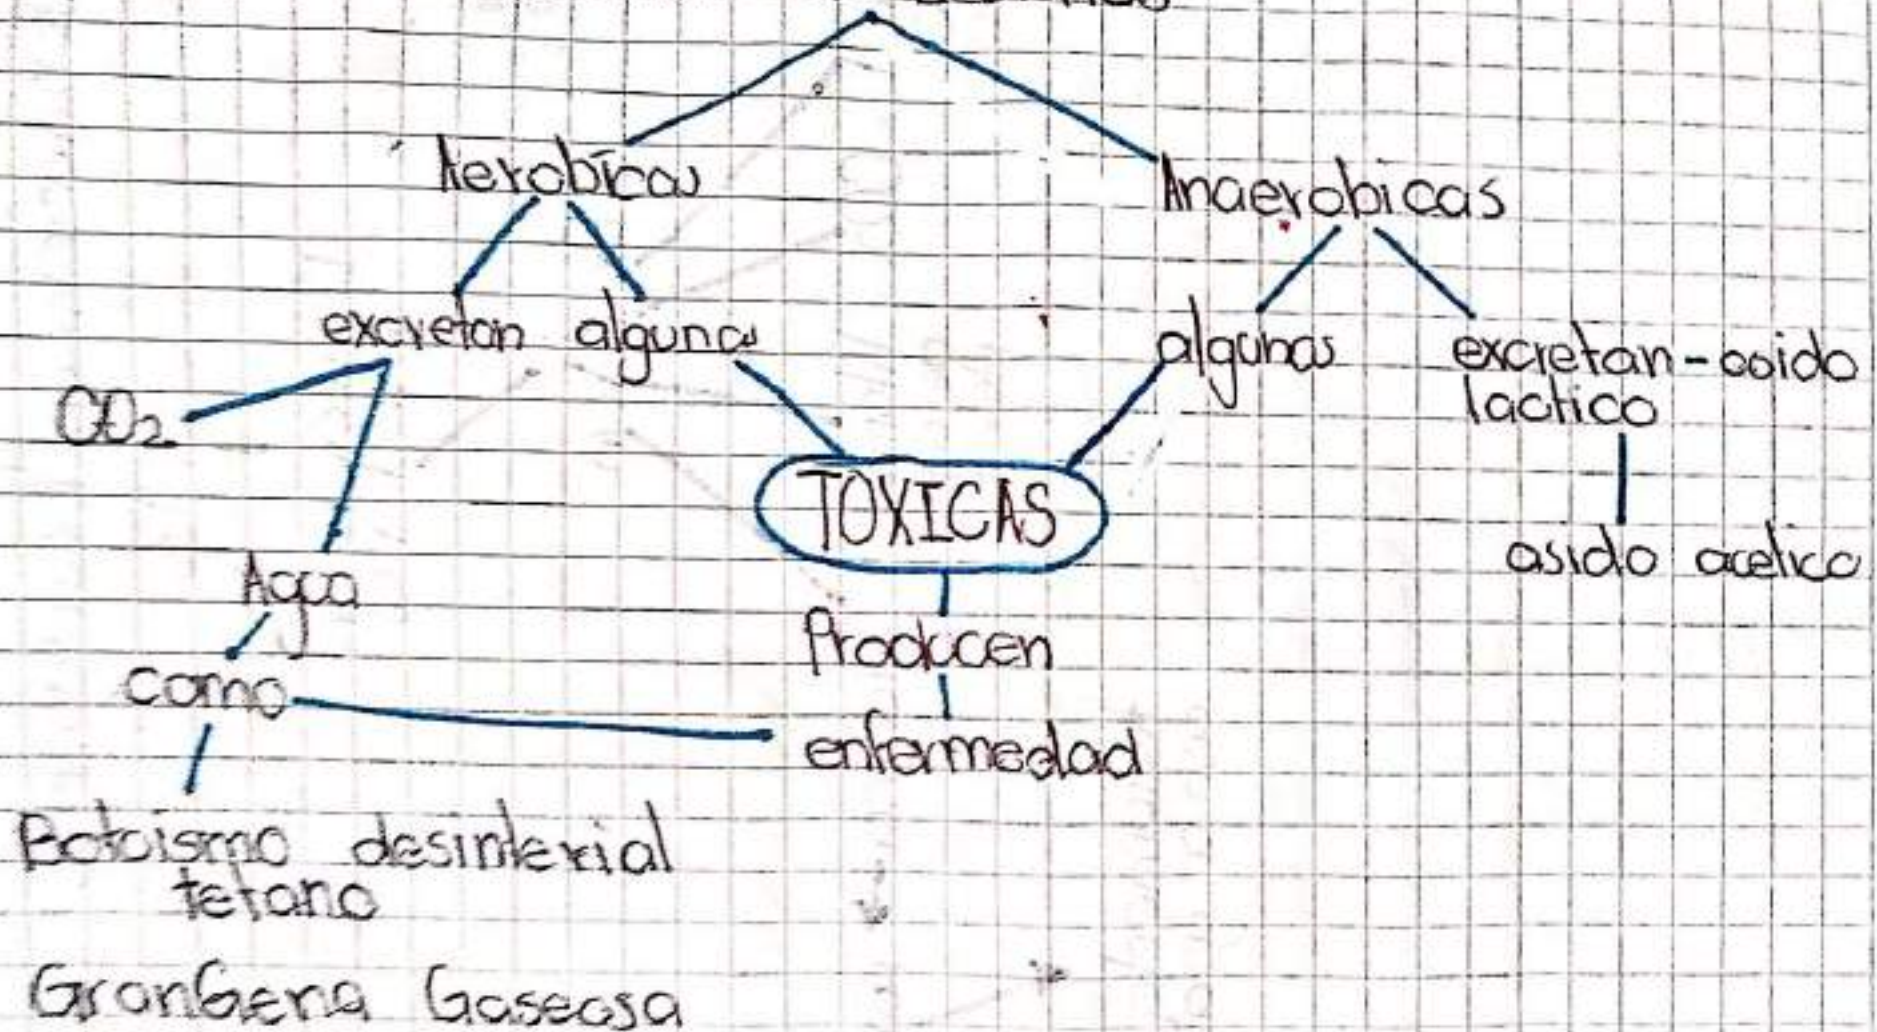 Aerobicas
Anaerobicas
excretan algunas
algunas
excretan-acido
lactico
CO2
TOXICAS
asido acetico
Agua
Producen
como
enfermedad
Botoismo desinterial
tetano
GranGena Gaseosa